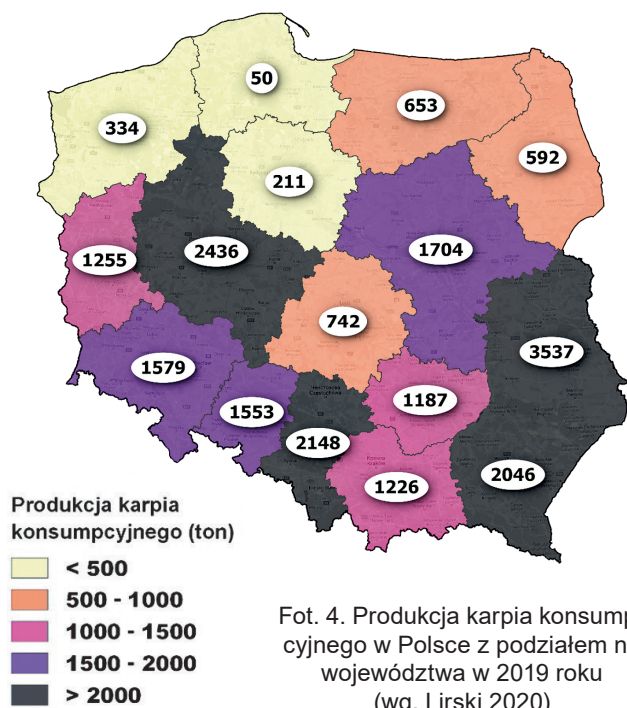 50
334
653
592
211
1255
2436
1704
742
3537
1579
1553
1187
2148
1226
2046
Produkcja karpia
konsumpcyjnego (ton)
< 500
500 - 1000
1000 - 1500
1500 - 2000
> 2000
Fot. 4. Produkcja karpia konsump
cyjnego w Polsce z podziałem n
województwa w 2019 roku
(wg. Lirski 2020)